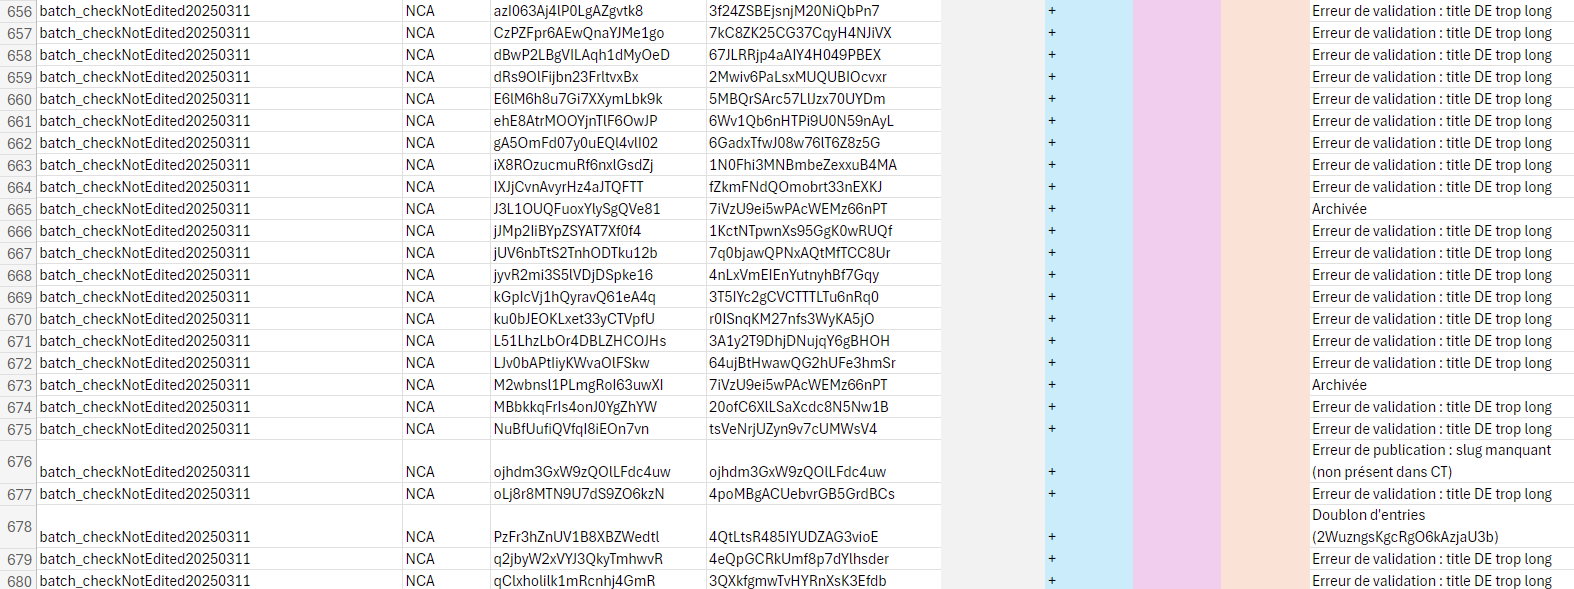 656 batch_checkNotEdited20250311 NCA azI063Aj4IP0LgAZgvtk8 3f24ZSBEjsnjM20NiQbPn7 + Erreur de validation : title DE trop long
657 batch_checkNotEdited20250311 NCA CzPZFpr6AEwQnaYJMe1go 7kC8ZK25CG37CqyH4NJiVX + Erreur de validation : title DE trop long
658 batch_checkNotEdited20250311 NCA dBwP2LBgVILAqh1dMyOeD 67JLRRjp4aAIY4H049PBEX + Erreur de validation : title DE trop long
659 batch_checkNotEdited20250311 NCA dRs9OlFijbn23FrltvxBx 2Mwiv6PaLsxMUQUBIOcvxr + Erreur de validation : title DE trop long
660 batch_checkNotEdited20250311 NCA E6lM6h8u7Gi7XXymLbk9k 5MBQrSArc57LlJzx70UYDm + Erreur de validation : title DE trop long
661 batch_checkNotEdited20250311 NCA ehE8AtrMOOYjnTlF6OwJP 6Wv1Qb6nHTPi9U0N59nAyL + Erreur de validation : title DE trop long
662 batch_checkNotEdited20250311 NCA gA5OmFd07y0uEQl4vlI02 6GadxTfwJ08w76lT6Z8z5G + Erreur de validation : title DE trop long
663 batch_checkNotEdited20250311 NCA iX8ROzucmuRf6nxlGsdZj 1N0Fhi3MNBmbeZexxuB4MA + Erreur de validation : title DE trop long
664 batch_checkNotEdited20250311 NCA IXJjCvnAvyrHz4aJTQFTT fZkmFNdQOmobrt33nEXKJ + Erreur de validation : title DE trop long
665 batch_checkNotEdited20250311 NCA J3L1OUQFuoxYlySgQVe81 7iVzU9ei5wPAcWEMz66nPT + Archivée
666 batch_checkNotEdited20250311 NCA jJMp2IiBYpZSYAT7Xf0f4 1KctNTpwnXs95GgK0wRUQf + Erreur de validation : title DE trop long
667 batch_checkNotEdited20250311 NCA jUV6nbTtS2TnhODTku12b 7q0bjawQPNxAQtMfTCC8Ur + Erreur de validation : title DE trop long
668 batch_checkNotEdited20250311 NCA jyvR2mi3S5lVDjDSpke16 4nLxVmElEnYutnyhBf7Gqy + Erreur de validation : title DE trop long
669 batch_checkNotEdited20250311 NCA kGpIcVj1hQyravQ61eA4q 3T5IYc2gCVCTTTLTu6nRq0 + Erreur de validation : title DE trop long
670 batch_checkNotEdited20250311 NCA ku0bJEOKLxet33yCTVpfU r0ISnqKM27nfs3WyKA5jO + Erreur de validation : title DE trop long
671 batch_checkNotEdited20250311 NCA L51LhzLbOr4DBLZHCOJHs 3A1y2T9DhjDNujqY6gBHOH + Erreur de validation : title DE trop long
672 batch_checkNotEdited20250311 NCA LJv0bAPtIiyKWvaOlFSkw 64ujBtHwawQG2hUFe3hmSr + Erreur de validation : title DE trop long
673 batch_checkNotEdited20250311 NCA M2wbnsl1PLmgRoI63uwXI 7iVzU9ei5wPAcWEMz66nPT + Archivée
674 batch_checkNotEdited20250311 NCA MBbkkqFrIs4onJ0YgZhYW 20ofC6XlLSaXcdc8N5Nw1B + Erreur de validation : title DE trop long
675 batch_checkNotEdited20250311 NCA NuBfUufiQVfqI8iEOn7vn tsVeNrjUZyn9v7cUMWsV4 + Erreur de validation : title DE trop long
676 batch_checkNotEdited20250311 NCA ojhdm3GxW9zQOlLFdc4uw ojhdm3GxW9zQOlLFdc4uw + Erreur de publication : slug manquant
(non présent dans CT)
677 batch_checkNotEdited20250311 NCA oLj8r8MTN9U7dS9ZO6kzN 4poMBgACUebvrGB5GrdBCs + Erreur de validation : title DE trop long
678 batch_checkNotEdited20250311 NCA PzFr3hZnUV1B8XBZWedtl 4QtLtsR485IYUDZAG3vioE + Doublon d'entries
(2WuzngsKgcRgO6kAzjaU3b)
679 batch_checkNotEdited20250311 NCA q2jbyW2xVYJ3QkyTmhwvR 4eQpGCRkUmf8p7dYlhsder + Erreur de validation : title DE trop long
680 batch_checkNotEdited20250311 NCA qClxholilk1mRcnhj4GmR 3QXkfgmwTvHYRnXsK3Efdb + Erreur de validation : title DE trop long